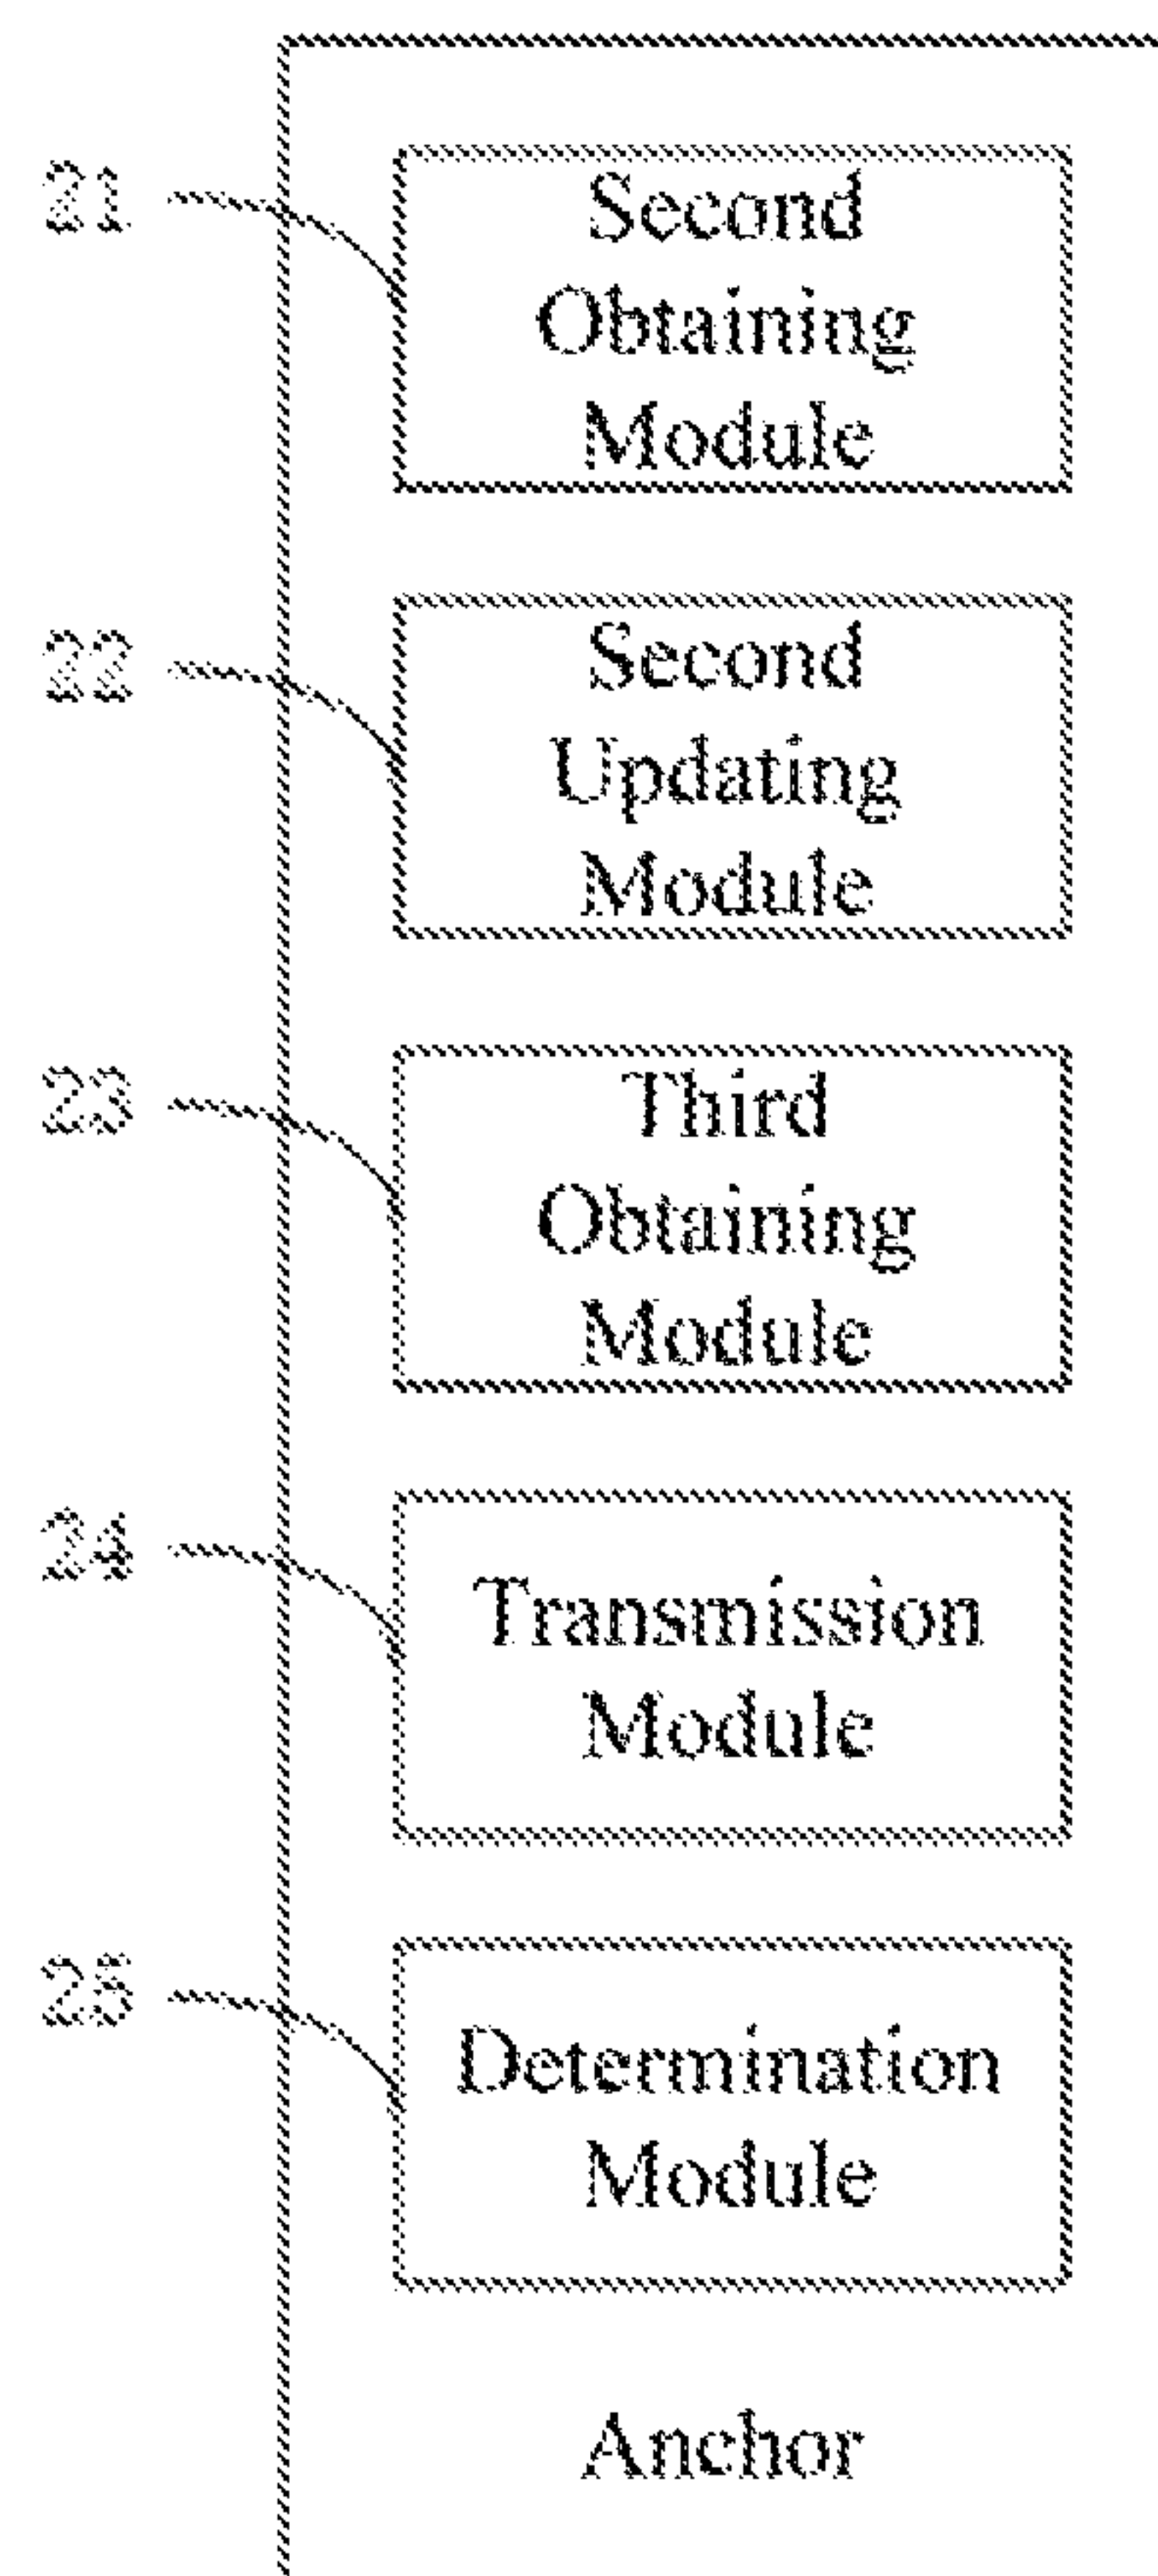 21
Second
Obtaining
Module
22
Second
Updating
Module
23
Third
Obtaining
Module
24
Transmission
Module
25
Determination
Module
Anchor